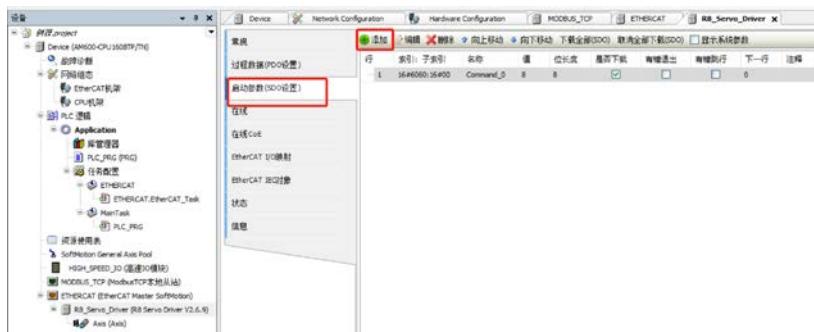 设备
例程.project
Device (AM600-CPU1608TP/TN)
故障诊断
网络组态
EtherCAT机架
CPU机架
PLC 逻辑
Application
库管理器
PLC_PRG (PRG)
任务配置
ETHERCAT
ETHERCAT.EtherCAT_Task
MainTask
PLC_PRG
资源使用表
SoftMotion General Axis Pool
HIGH_SPEED_IO (高速IO模块)
MODBUS_TCP (ModbusTCP本地从站)
ETHERCAT (EtherCAT Master SoftMotion)
R8_Servo_Driver (R8 Servo Driver V2.6.9)
Axis (Axis)
Device Network Configuration Hardware Configuration MODBUS_TCP ETHERCAT R8_Servo_Driver x
常规
过程数据(PDO设置)
启动参数(SDO设置)
在线
在线CoE
EtherCAT I/O映射
EtherCAT IEC对象
状态
信息
添加 编辑 删除 向上移动 向下移动 下载全部(SDO) 取消全部下载(SDO) 显示系统参数
行 索引: 子索引 名称 值 位长度 是否下载 有错退出 有错跳行 下一行 注释
1 16#6060:16#00 Command_0 8 8 0